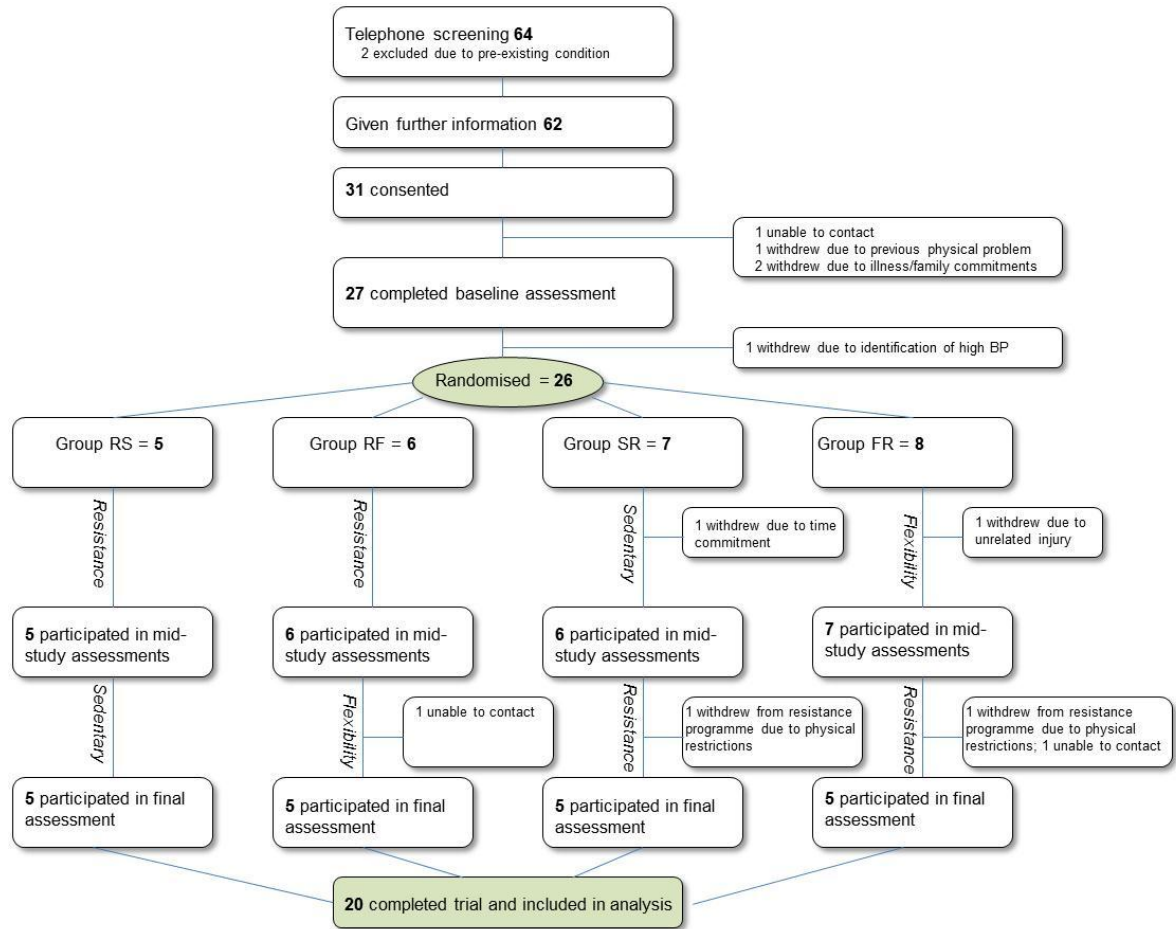 Telephone screening 64
2 excluded due to pre-existing condition
Given further information 62
31 consented
1 unable to contact
1 withdrew due to previous physical problem
2 withdrew due to illness/family commitments
27 completed baseline assessment
1 withdrew due to identification of high BP
Randomised = 26
Group RS = 5
Group RF = 6
Group SR = 7
Group FR = 8
Resistance
Resistance
Sedentary
1 withdrew due to time
commitment
Flexibility
1 withdrew due to
unrelated injury
5 participated in mid-
study assessments
6 participated in mid-
study assessments
6 participated in mid-
study assessments
7 participated in mid-
study assessments
Sedentary
Flexibility
1 unable to contact
Resistance
1 withdrew from resistance
programme due to physical
restrictions
Resistance
1 withdrew from resistance
programme due to physical
restrictions; 1 unable to contact
5 participated in final
assessment
5 participated in final
assessment
5 participated in final
assessment
5 participated in final
assessment
20 completed trial and included in analysis